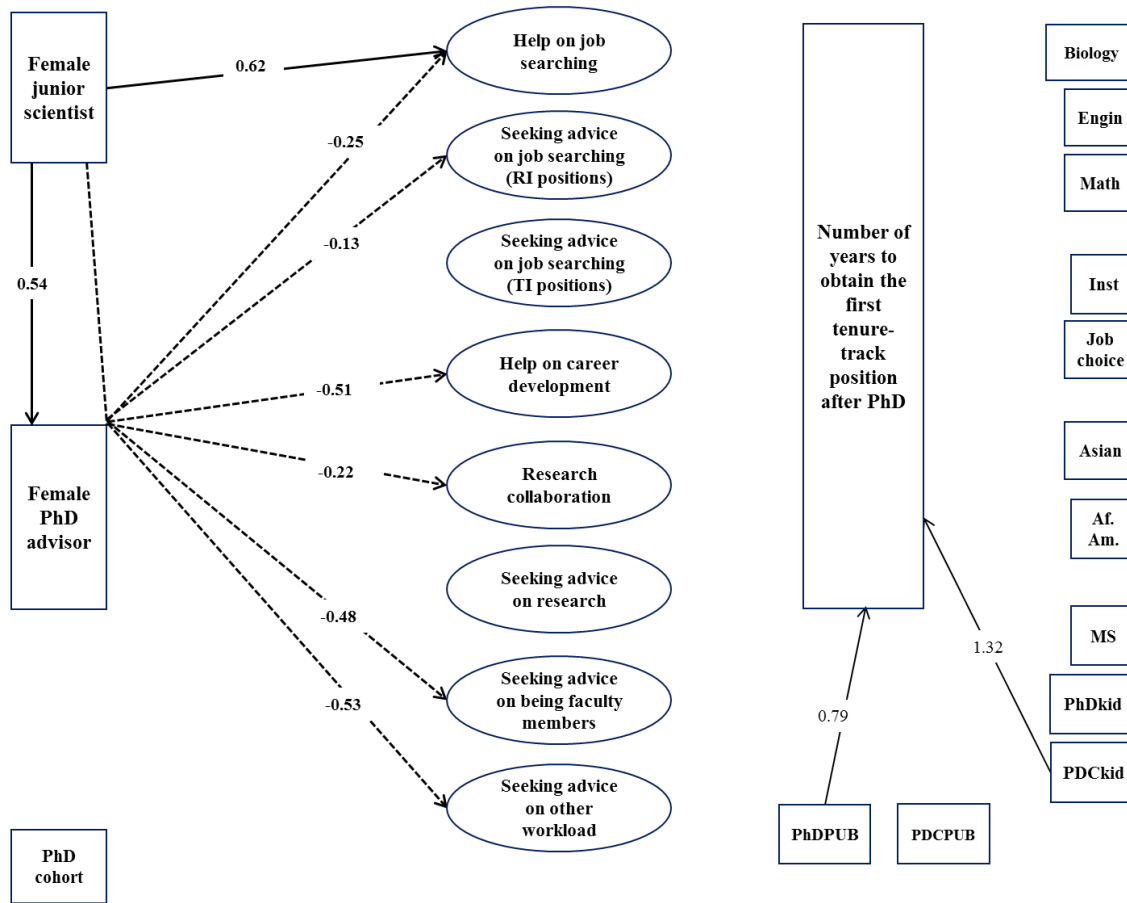 Female
junior
scientist
0.62
0.54
Female
PhD
advisor
PhD
cohort
-0.25
-0.13
-0.51
-0.22
-0.48
-0.53
Help on job
searching
Seeking advice
on job searching
(RI positions)
Seeking advice
on job searching
(TI positions)
Help on career
development
Research
collaboration
Seeking advice
on research
Seeking advice
on being faculty
members
Seeking advice
on other
workload
Number of
years to
obtain the
first
tenure-
track
position
after PhD
0.79
1.32
PhDPUB
PDCPUB
Biology
Engin
Math
Inst
Job
choice
Asian
Af.
Am.
MS
PhDkid
PDCkid